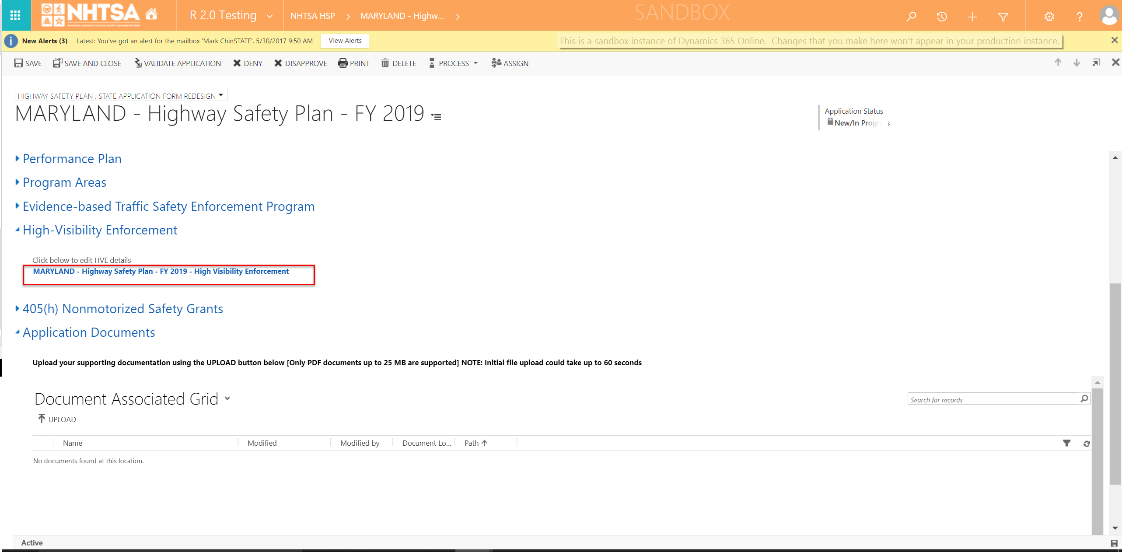 NHTSA
R 2.0 Testing
NHTSA HSP
MARYLAND - Highw...
SANDBOX
New Alerts (3) Latest: You've got an alert for the mailbox 'Mark ChinSTATE'. 5/30/2017 9:50 AM View Alerts
This is a sandbox instance of Dynamics 365 Online. Changes that you make here won't appear in your production instance.
SAVE SAVE AND CLOSE VALIDATE APPLICATION DENY DISAPPROVE PRINT DELETE PROCESS ASSIGN
HIGHWAY SAFETY PLAN : STATE APPLICATION FORM REDESIGN
MARYLAND - Highway Safety Plan - FY 2019
Application Status
New/In Prog
Performance Plan
Program Areas
Evidence-based Traffic Safety Enforcement Program
High-Visibility Enforcement
Click below to edit HVE details
MARYLAND - Highway Safety Plan - FY 2019 - High Visibility Enforcement
405(h) Nonmotorized Safety Grants
Application Documents
Upload your supporting documentation using the UPLOAD button below [Only PDF documents up to 25 MB are supported] NOTE: Initial file upload could take up to 60 seconds
Document Associated Grid
Search for records
UPLOAD
Name Modified Modified by Document Lo... Path
No documents found at this location.
Active